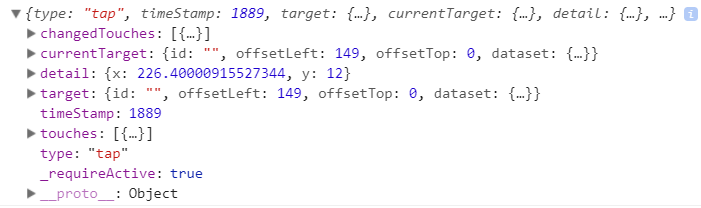 ▼{type: "tap", timeStamp: 1889, target: {…}, currentTarget: {…}, detail: {…}, …} i
▶changedTouches: [{…}]
▶currentTarget: {id: "", offsetLeft: 149, offsetTop: 0, dataset: {…}}
▶detail: {x: 226.40000915527344, y: 12}
▶target: {id: "", offsetLeft: 149, offsetTop: 0, dataset: {…}}
timeStamp: 1889
▶touches: [{…}]
type: "tap"
_requireActive: true
▶__proto__: Object